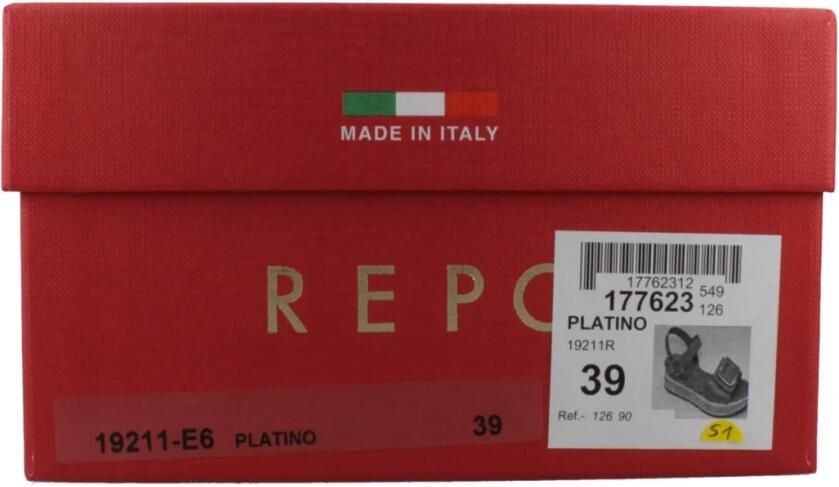 MADE IN ITALY
REPO
17762312
177623 549
126
PLATINO
19211R
39
Ref.- 126 90
51
19211-E6 PLATINO 39